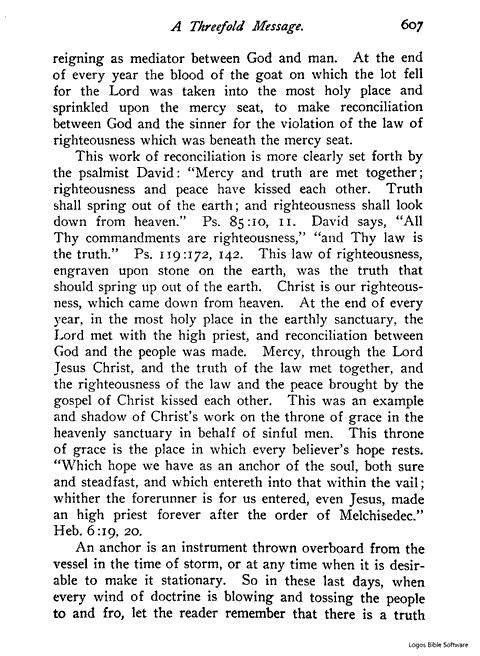 A Threefold Message. 607
reigning as mediator between God and man. At the end
of every year the blood of the goat on which the lot fell
for the Lord was taken into the most holy place and
sprinkled upon the mercy seat, to make reconciliation
between God and the sinner for the violation of the law of
righteousness which was beneath the mercy seat.
This work of reconciliation is more clearly set forth by
the psalmist David: “Mercy and truth are met together;
righteousness and peace have kissed each other. Truth
shall spring out of the earth; and righteousness shall look
down from heaven.” Ps. 85:10, 11. David says, “All
Thy commandments are righteousness,” “and Thy law is
the truth.” Ps. 119:172, 142. This law of righteousness,
engraven upon stone on the earth, was the truth that
should spring up out of the earth. Christ is our righteous-
ness, which came down from heaven. At the end of every
year, in the most holy place in the earthly sanctuary, the
Lord met with the high priest, and reconciliation between
God and the people was made. Mercy, through the Lord
Jesus Christ, and the truth of the law met together, and
the righteousness of the law and the peace brought by the
gospel of Christ kissed each other. This was an example
and shadow of Christ’s work on the throne of grace in the
heavenly sanctuary in behalf of sinful men. This throne
of grace is the place in which every believer’s hope rests.
“Which hope we have as an anchor of the soul, both sure
and steadfast, and which entereth into that within the vail;
whither the forerunner is for us entered, even Jesus, made
an high priest forever after the order of Melchisedec.”
Heb. 6:19, 20.
An anchor is an instrument thrown overboard from the
vessel in the time of storm, or at any time when it is desir-
able to make it stationary. So in these last days, when
every wind of doctrine is blowing and tossing the people
to and fro, let the reader remember that there is a truth
Logos Bible Software